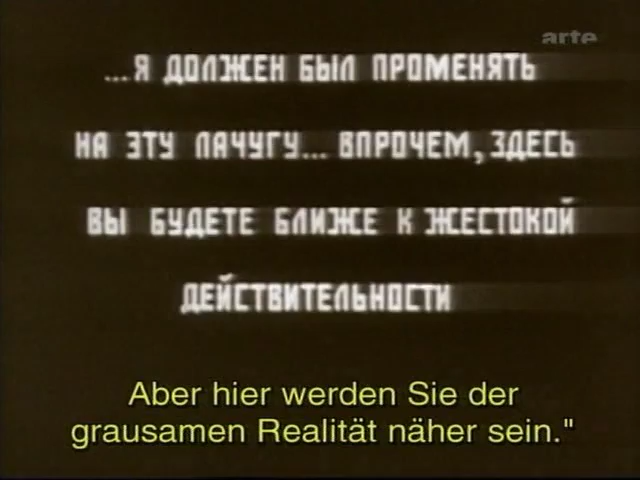 arte
...Я ДОЛЖЕН БЫЛ ПРОМЕНЯТЬ
НА ЭТУ ЛАЧУГУ... ВПРОЧЕМ, ЗДЕСЬ
ВЫ БУДЕТЕ БЛИЖЕ К ЖЕСТОКОЙ
ДЕЙСТВИТЕЛЬНОСТИ
Aber hier werden Sie der
grausamen Realität näher sein."